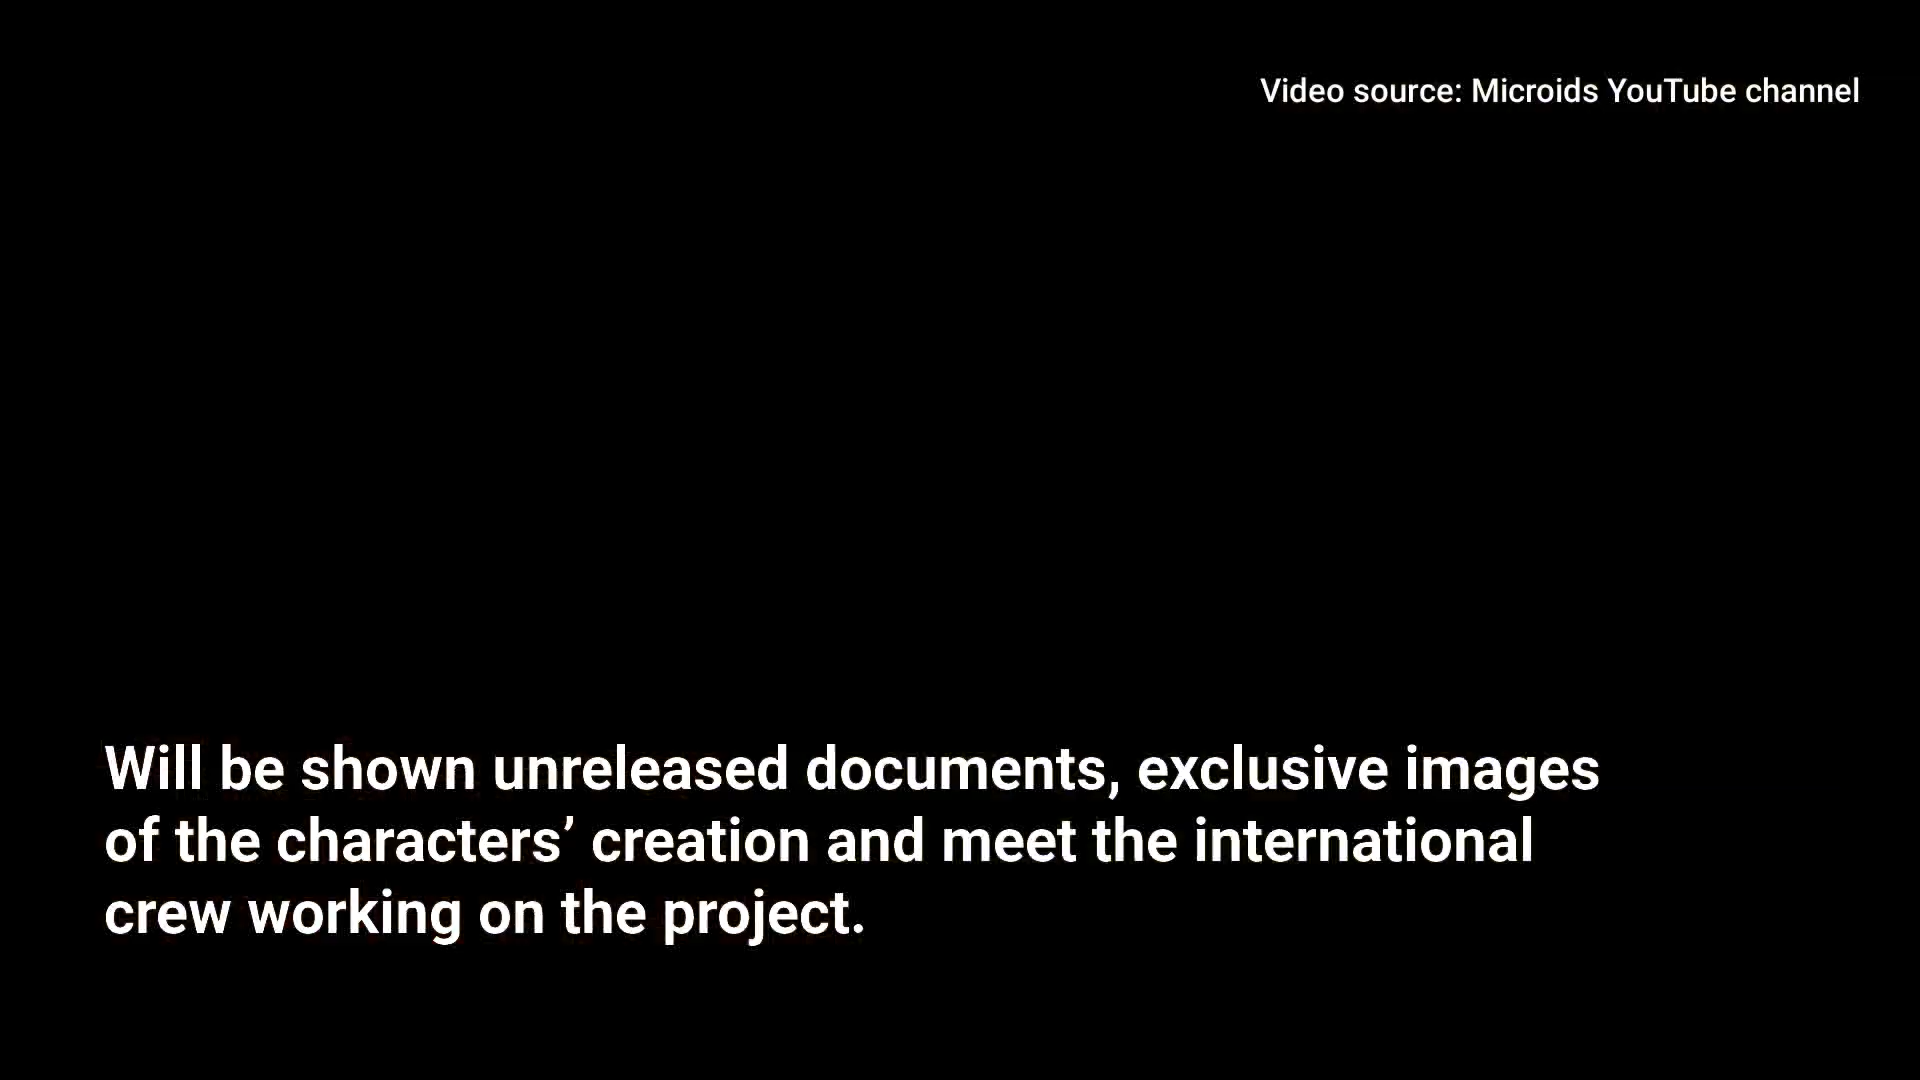 Video source: Microids YouTube channel
Will be shown unreleased documents, exclusive images
of the characters’ creation and meet the international
crew working on the project.